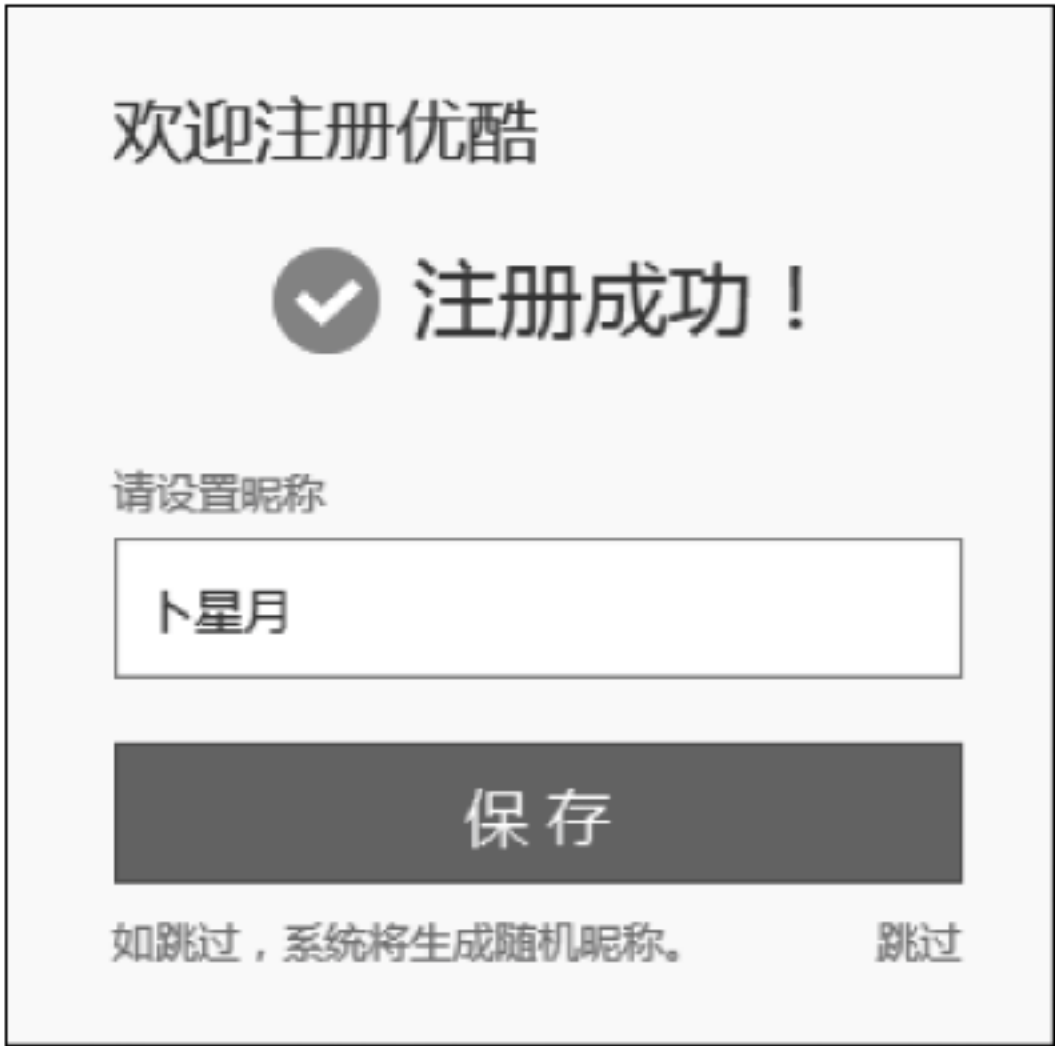 欢迎注册优酷
注册成功！
请设置昵称
卜星月
保存
如跳过，系统将生成随机昵称。 跳过